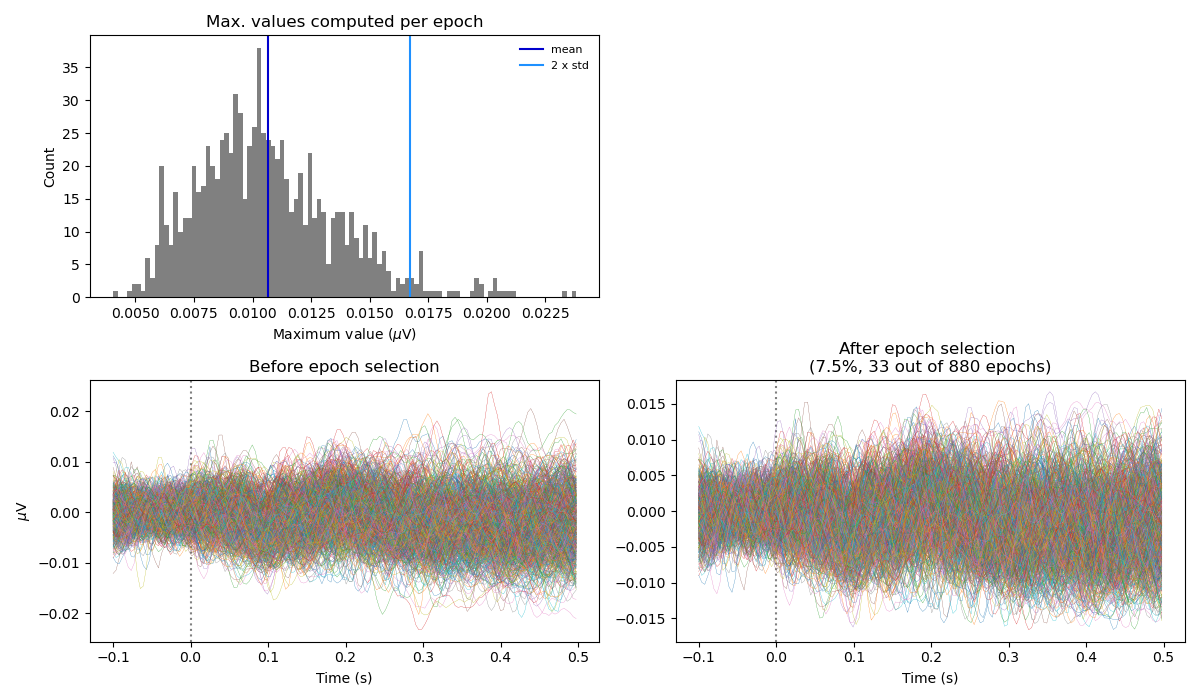 Max. values computed per epoch
mean
2 x std
Count
35
30
25
20
15
10
5
0
0.0050 0.0075 0.0100 0.0125 0.0150 0.0175 0.0200 0.0225
Maximum value (μV)
Before epoch selection
μV
0.02
0.01
0.00
−0.01
−0.02
−0.1 0.0 0.1 0.2 0.3 0.4 0.5
Time (s)
After epoch selection
(7.5%, 33 out of 880 epochs)
0.015
0.010
0.005
0.000
−0.005
−0.010
−0.015
−0.1 0.0 0.1 0.2 0.3 0.4 0.5
Time (s)